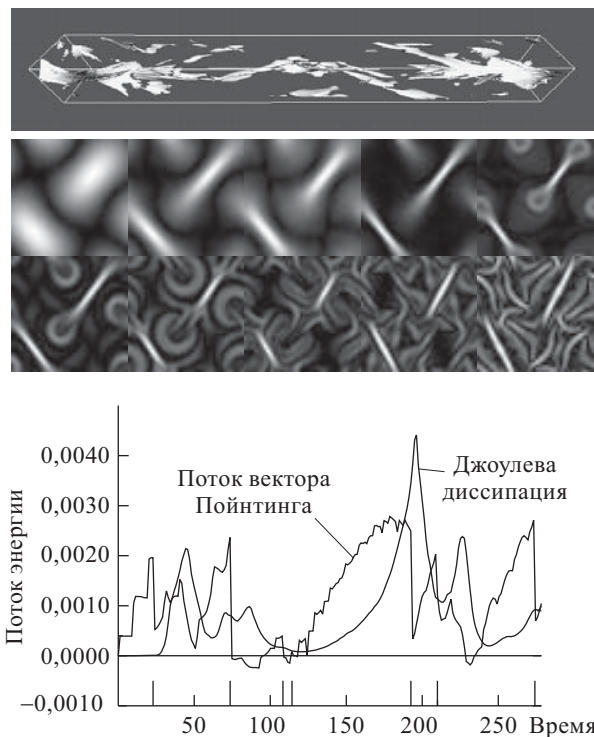 0,0040
0,0030
0,0020
0,0010
0,0000
−0,0010
Поток энергии
Поток вектора
Пойнтинга
Джоулева
диссипация
50
100
150
200
250
Время